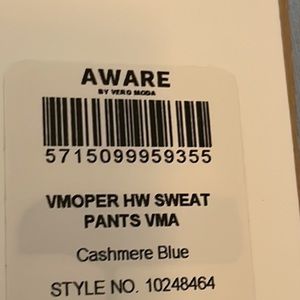 AWARE
BY VERO MODA
5715099959355
VMOPER HW SWEAT
PANTS VMA
Cashmere Blue
STYLE NO. 10248464